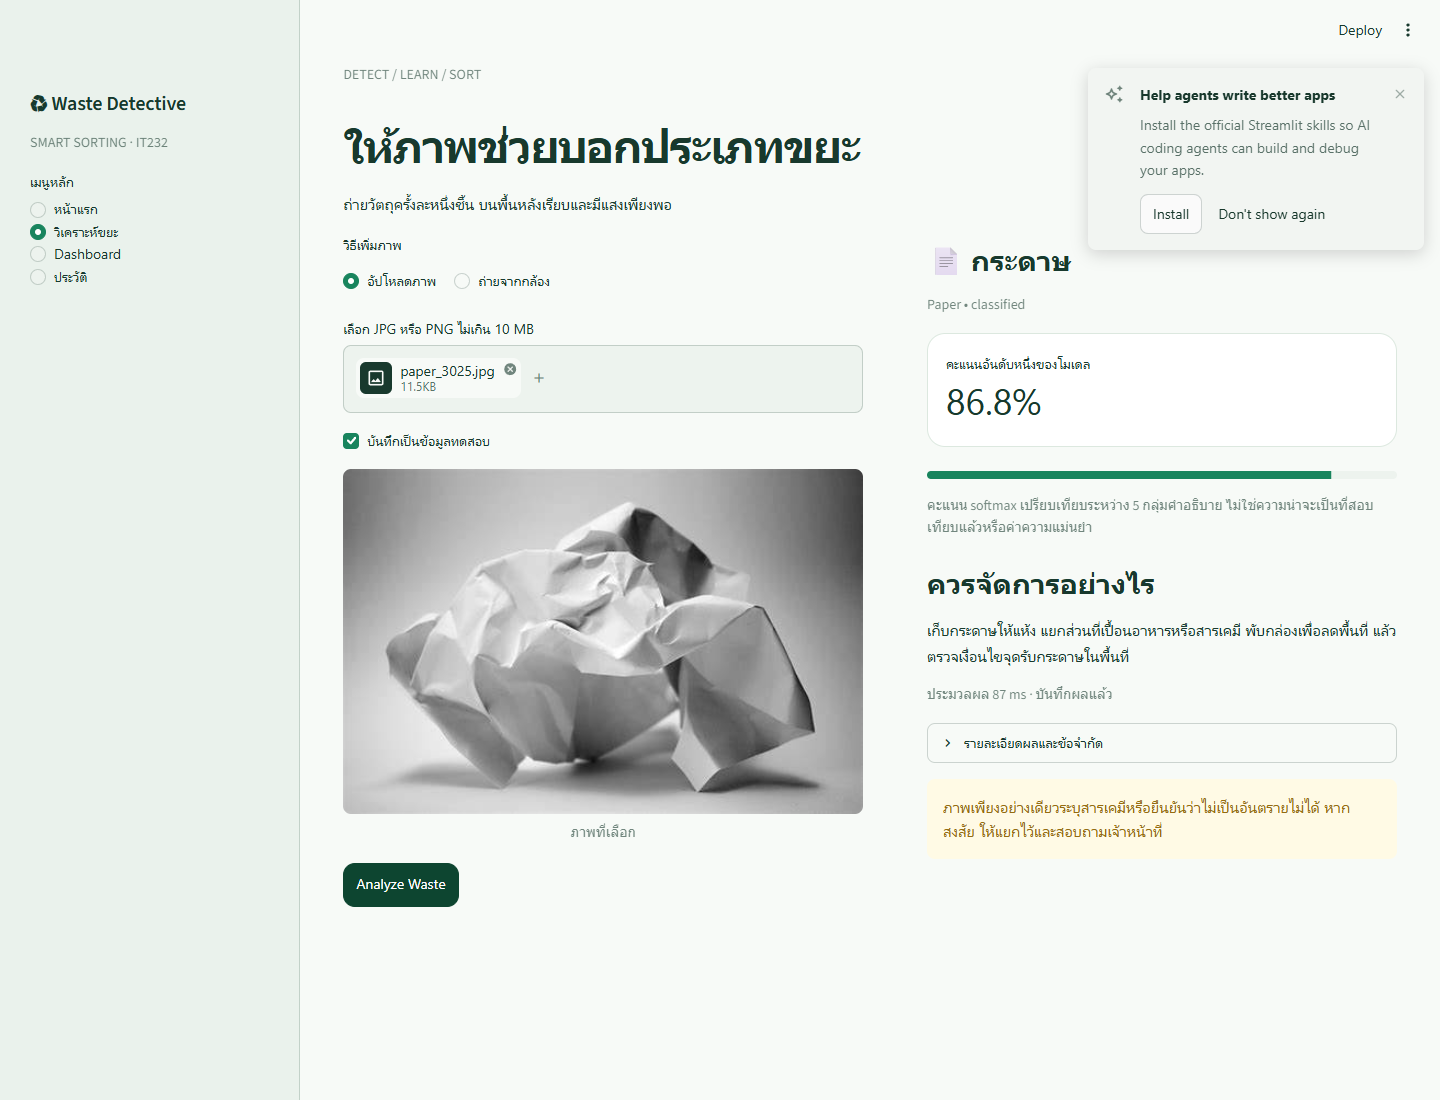 Deploy
Waste Detective
SMART SORTING · IT232
เมนูหลัก
หน้าแรก
วิเคราะห์ขยะ
Dashboard
ประวัติ
DETECT / LEARN / SORT
ให้ภาพช่วยบอกประเภทขยะ
ถ่ายวัตถุครั้งละหนึ่งชิ้น บนพื้นหลังเรียบและมีแสงเพียงพอ
วิธีเพิ่มภาพ
อัปโหลดภาพ
ถ่ายจากกล้อง
เลือก JPG หรือ PNG ไม่เกิน 10 MB
paper_3025.jpg
11.5KB
บันทึกเป็นข้อมูลทดสอบ
ภาพที่เลือก
Analyze Waste
Help agents write better apps
Install the official Streamlit skills so AI
coding agents can build and debug
your apps.
Install
Don't show again
กระดาษ
Paper • classified
คะแนนอันดับหนึ่งของโมเดล
86.8%
คะแนน softmax เปรียบเทียบระหว่าง 5 กลุ่มคำอธิบาย ไม่ใช่ความน่าจะเป็นที่สอบ
เทียบแล้วหรือค่าความแม่นยำ
ควรจัดการอย่างไร
เก็บกระดาษให้แห้ง แยกส่วนที่เปื้อนอาหารหรือสารเคมี พับกล่องเพื่อลดพื้นที่ แล้ว
ตรวจเงื่อนไขจุดรับกระดาษในพื้นที่
ประมวลผล 87 ms · บันทึกผลแล้ว
รายละเอียดผลและข้อจำกัด
ภาพเพียงอย่างเดียวระบุสารเคมีหรือยืนยันว่าไม่เป็นอันตรายไม่ได้ หาก
สงสัย ให้แยกไว้และสอบถามเจ้าหน้าที่